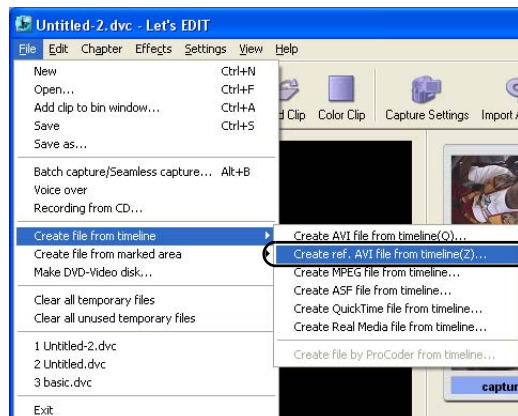 Untitled-2.dvc - Let's EDIT
File Edit Chapter Effects Settings View Help
New Ctrl+N
Open... Ctrl+F
Add clip to bin window... Ctrl+A
Save Ctrl+S
Save as...
Batch capture/Seamless capture... Alt+B
Voice over
Recording from CD...
Create file from timeline
Create file from marked area
Make DVD-Video disk...
Clear all temporary files
Clear all unused temporary files
1 Untitled-2.dvc
2 Untitled.dvc
3 basic.dvc
Exit
Clip
Color Clip
Capture Settings
Import
Create AVI file from timeline(Q)...
Create ref. AVI file from timeline(Z)...
Create MPEG file from timeline...
Create ASF file from timeline...
Create QuickTime file from timeline...
Create Real Media file from timeline...
Create file by ProCoder from timeline...
captur